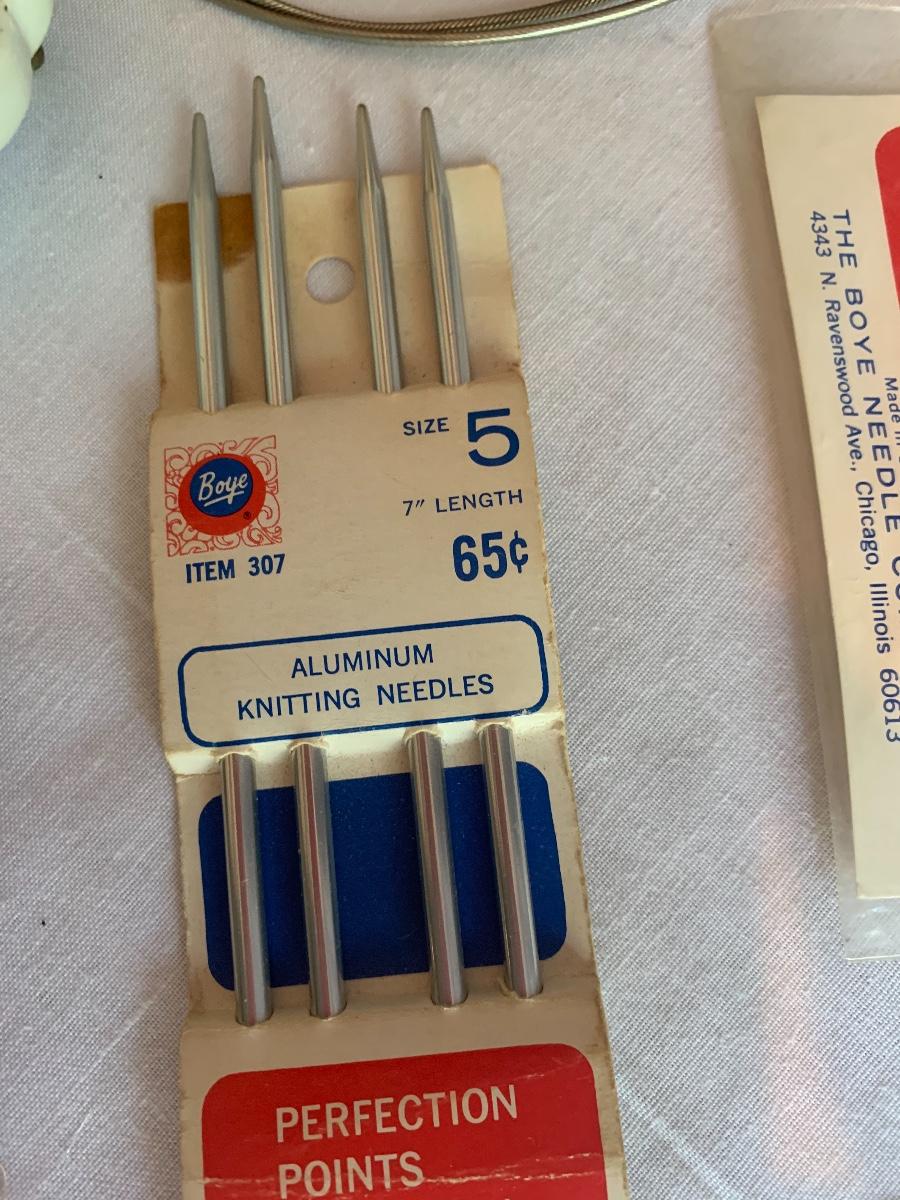 SIZE 5
7" LENGTH
65¢
Boye
®
ITEM 307
ALUMINUM
KNITTING NEEDLES
PERFECTION
POINTS
Made
THE BOYE NEEDLE
4343 N. Ravenswood Ave., Chicago, Illinois 60613